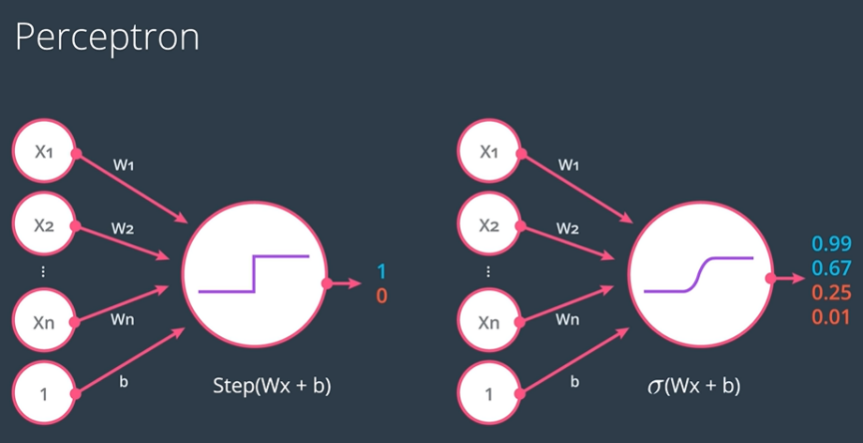 Perceptron
X1
W1
X2
W2
⋮
Xn
Wn
1
b
Step(Wx + b)
1
0
X1
W1
X2
W2
⋮
Xn
Wn
1
b
σ(Wx + b)
0.99
0.67
0.25
0.01